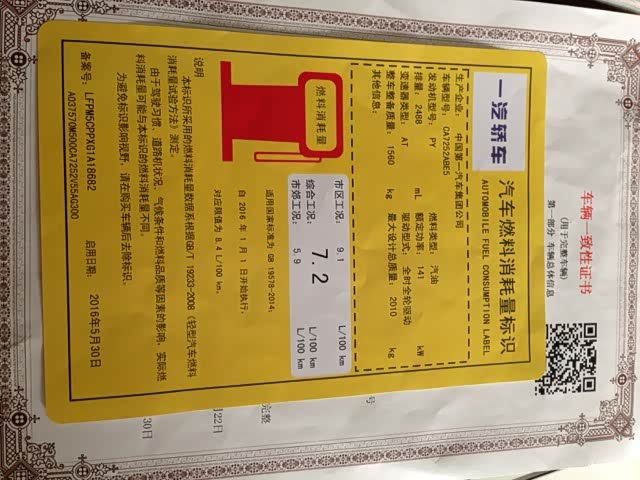 车辆一致性证书
(用于完整车辆)
第一部分 车辆总体信息
一汽轿车
汽车燃料消耗量标识
AUTOMOBILE FUEL CONSUMPTION LABEL
生产企业: 中国第一汽车集团公司
车辆型号: CA7252ABE5
发动机型号: PY 燃料类型: 汽油
排量: 2488 mL 额定功率: 141 kW
变速器类型: AT 驱动型式: 全时全轮驱动
整车整备质量: 1560 kg 最大设计总质量: 2010 kg
其他信息:
燃料消耗量
市区工况: 9.1 L/100 km
综合工况: 7.2 L/100 km
市郊工况: 5.9 L/100 km
适用国家标准为 GB 19578-2014,
自 2016 年 1 月 1 日开始执行,
对应限值为 8.4 L/100 km。
说明
本标识所采用的燃料消耗量数据系根据GB/T 19233-2008《轻型汽车燃料
消耗量试验方法》测定。
由于驾驶习惯、道路状况、气候条件和燃料品质等因素的影响,实际燃
料消耗量可能与本标识的燃料消耗量不同。
为避免标识影响视野,请在购买车辆后去除标识。
备案号: LFPM5CPPXG1A18682 启用日期: 2016年5月30日
A037570M500CA7252V55AG300
号:
完整
月22日
30日